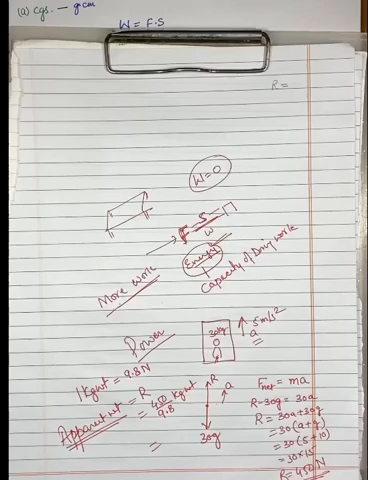 (a) cgs. — gcm
W = F.S
R =
W=0
F S
W
Energy
Capacity of Doing work
More work
Power
30kg
5m/s²
a
1 kgwt = 9.8N
Apparent wt = R
= 450/9.8 kgwt
=
R
a
30g
Fnet = ma
R-30g = 30a
R = 30a+30g
= 30(a+g)
= 30(5+10)
= 30×15
R = 450N